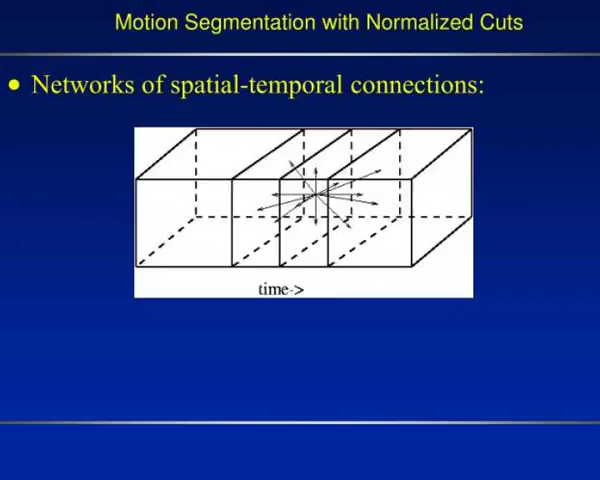 Motion Segmentation with Normalized Cuts
• Networks of spatial-temporal connections:
time->